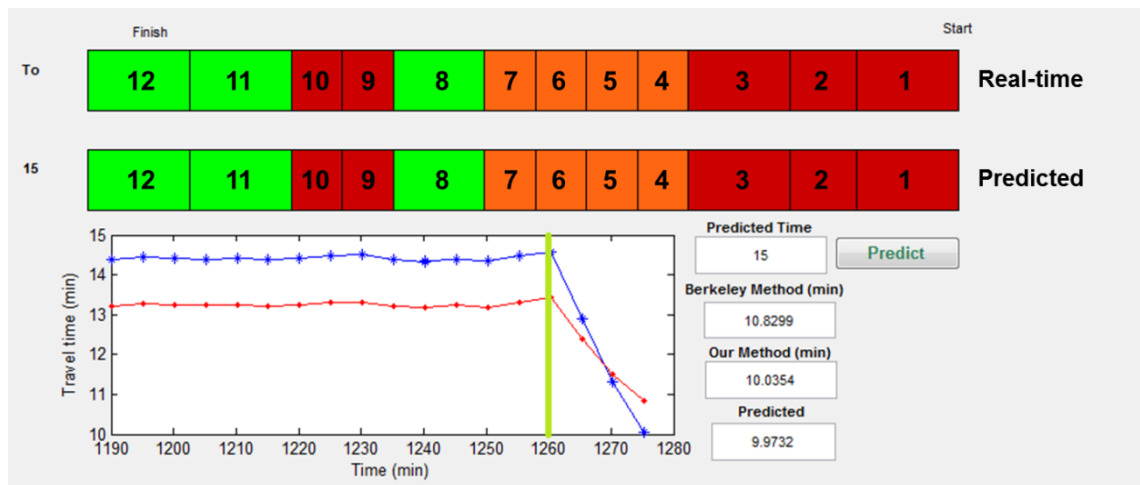 Finish
Start
To
12 11 10 9 8 7 6 5 4 3 2 1
Real-time
15
12 11 10 9 8 7 6 5 4 3 2 1
Predicted
15
14
13
12
11
10
Travel time (min)
1190 1200 1210 1220 1230 1240 1250 1260 1270 1280
Time (min)
Predicted Time
15
Predict
Berkeley Method (min)
10.8299
Our Method (min)
10.0354
Predicted
9.9732